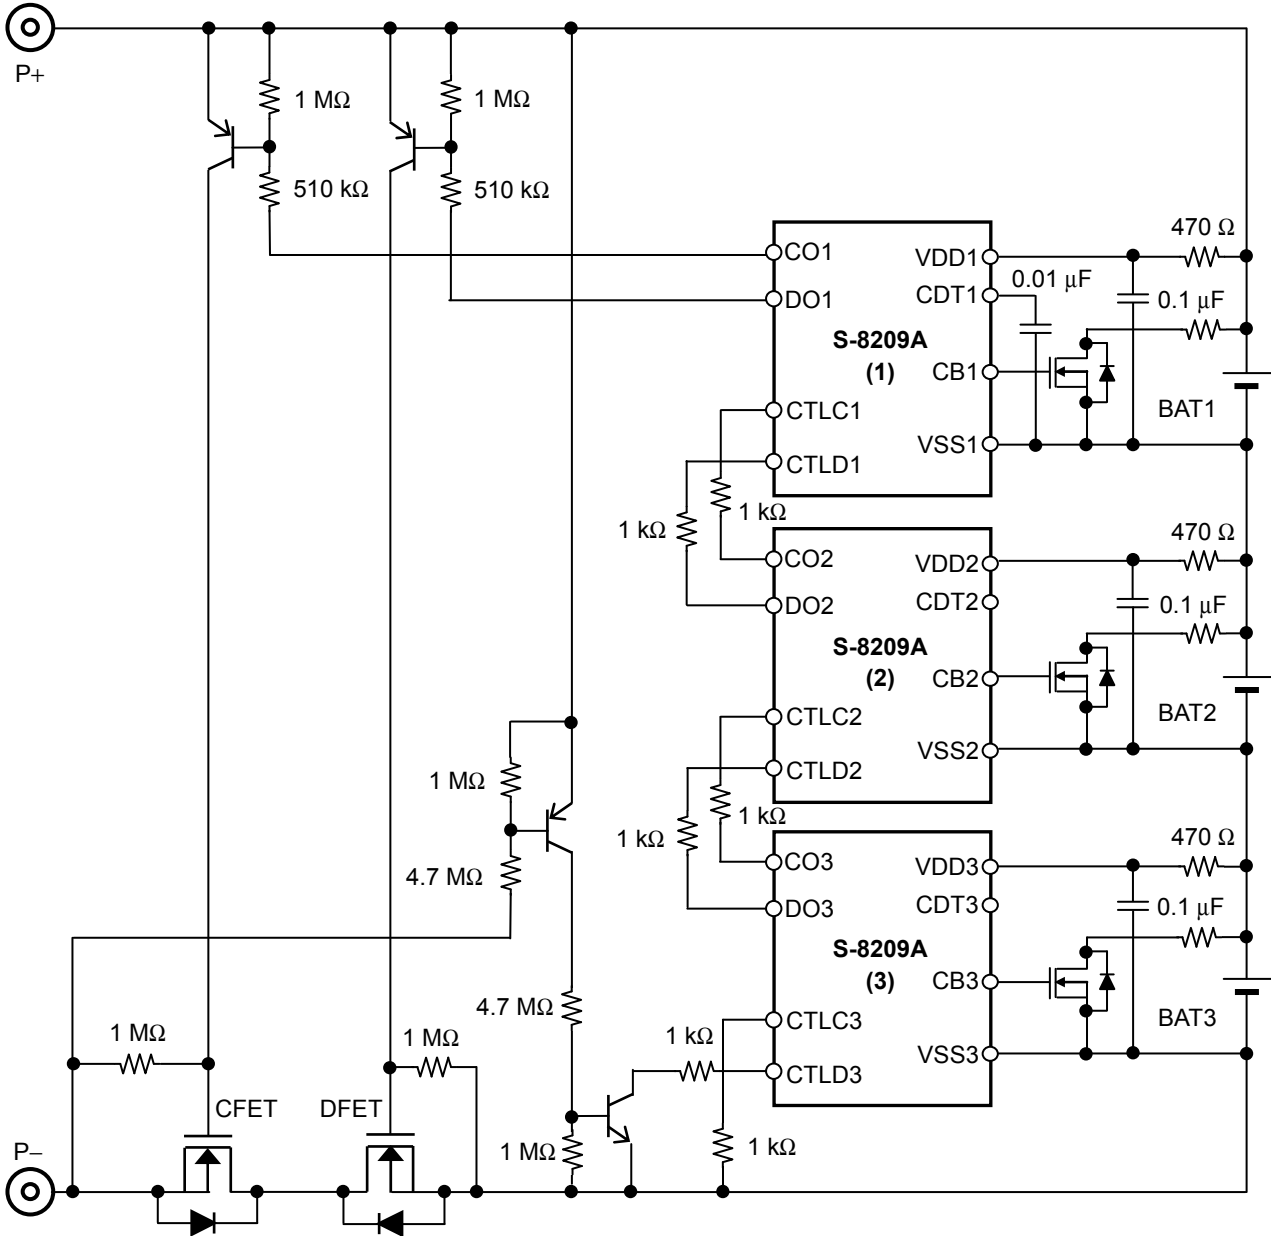 P+
1 MΩ
1 MΩ
510 kΩ
510 kΩ
CO1
DO1
S-8209A
(1)
CTLC1
CTLD1
VDD1
CDT1
CB1
VSS1
470 Ω
0.01 μF
0.1 μF
BAT1
1 kΩ
1 kΩ
CO2
DO2
S-8209A
(2)
CTLC2
CTLD2
VDD2
CDT2
CB2
VSS2
470 Ω
0.1 μF
BAT2
1 MΩ
4.7 MΩ
1 kΩ
1 kΩ
CO3
DO3
S-8209A
(3)
CTLC3
CTLD3
VDD3
CDT3
CB3
VSS3
470 Ω
0.1 μF
BAT3
4.7 MΩ
1 MΩ
1 MΩ
1 kΩ
CFET
DFET
1 MΩ
1 kΩ
P−